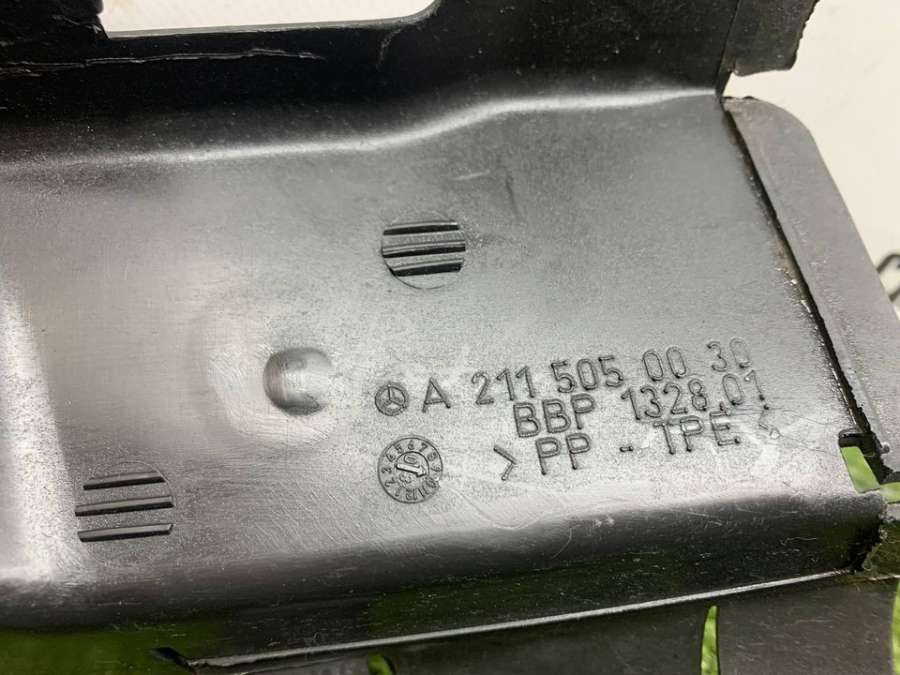 A 211 505 00 30
BBP 1328.01
> PP - TPE <